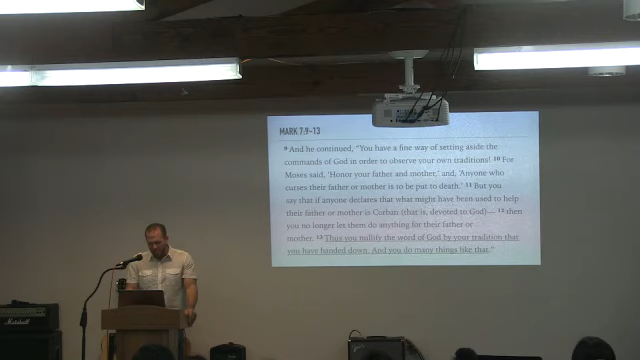 MARK 7.9–13
9 And he continued, "You have a fine way of setting aside the
commands of God in order to observe your own traditions! 10 For
Moses said, 'Honor your father and mother,' and, 'Anyone who
curses their father or mother is to be put to death.' 11 But you
say that if anyone declares that what might have been used to help
their father or mother is Corban (that is, devoted to God)— 12 then
you no longer let them do anything for their father or
mother. 13 Thus you nullify the word of God by your tradition that
you have handed down. And you do many things like that."
Marshall